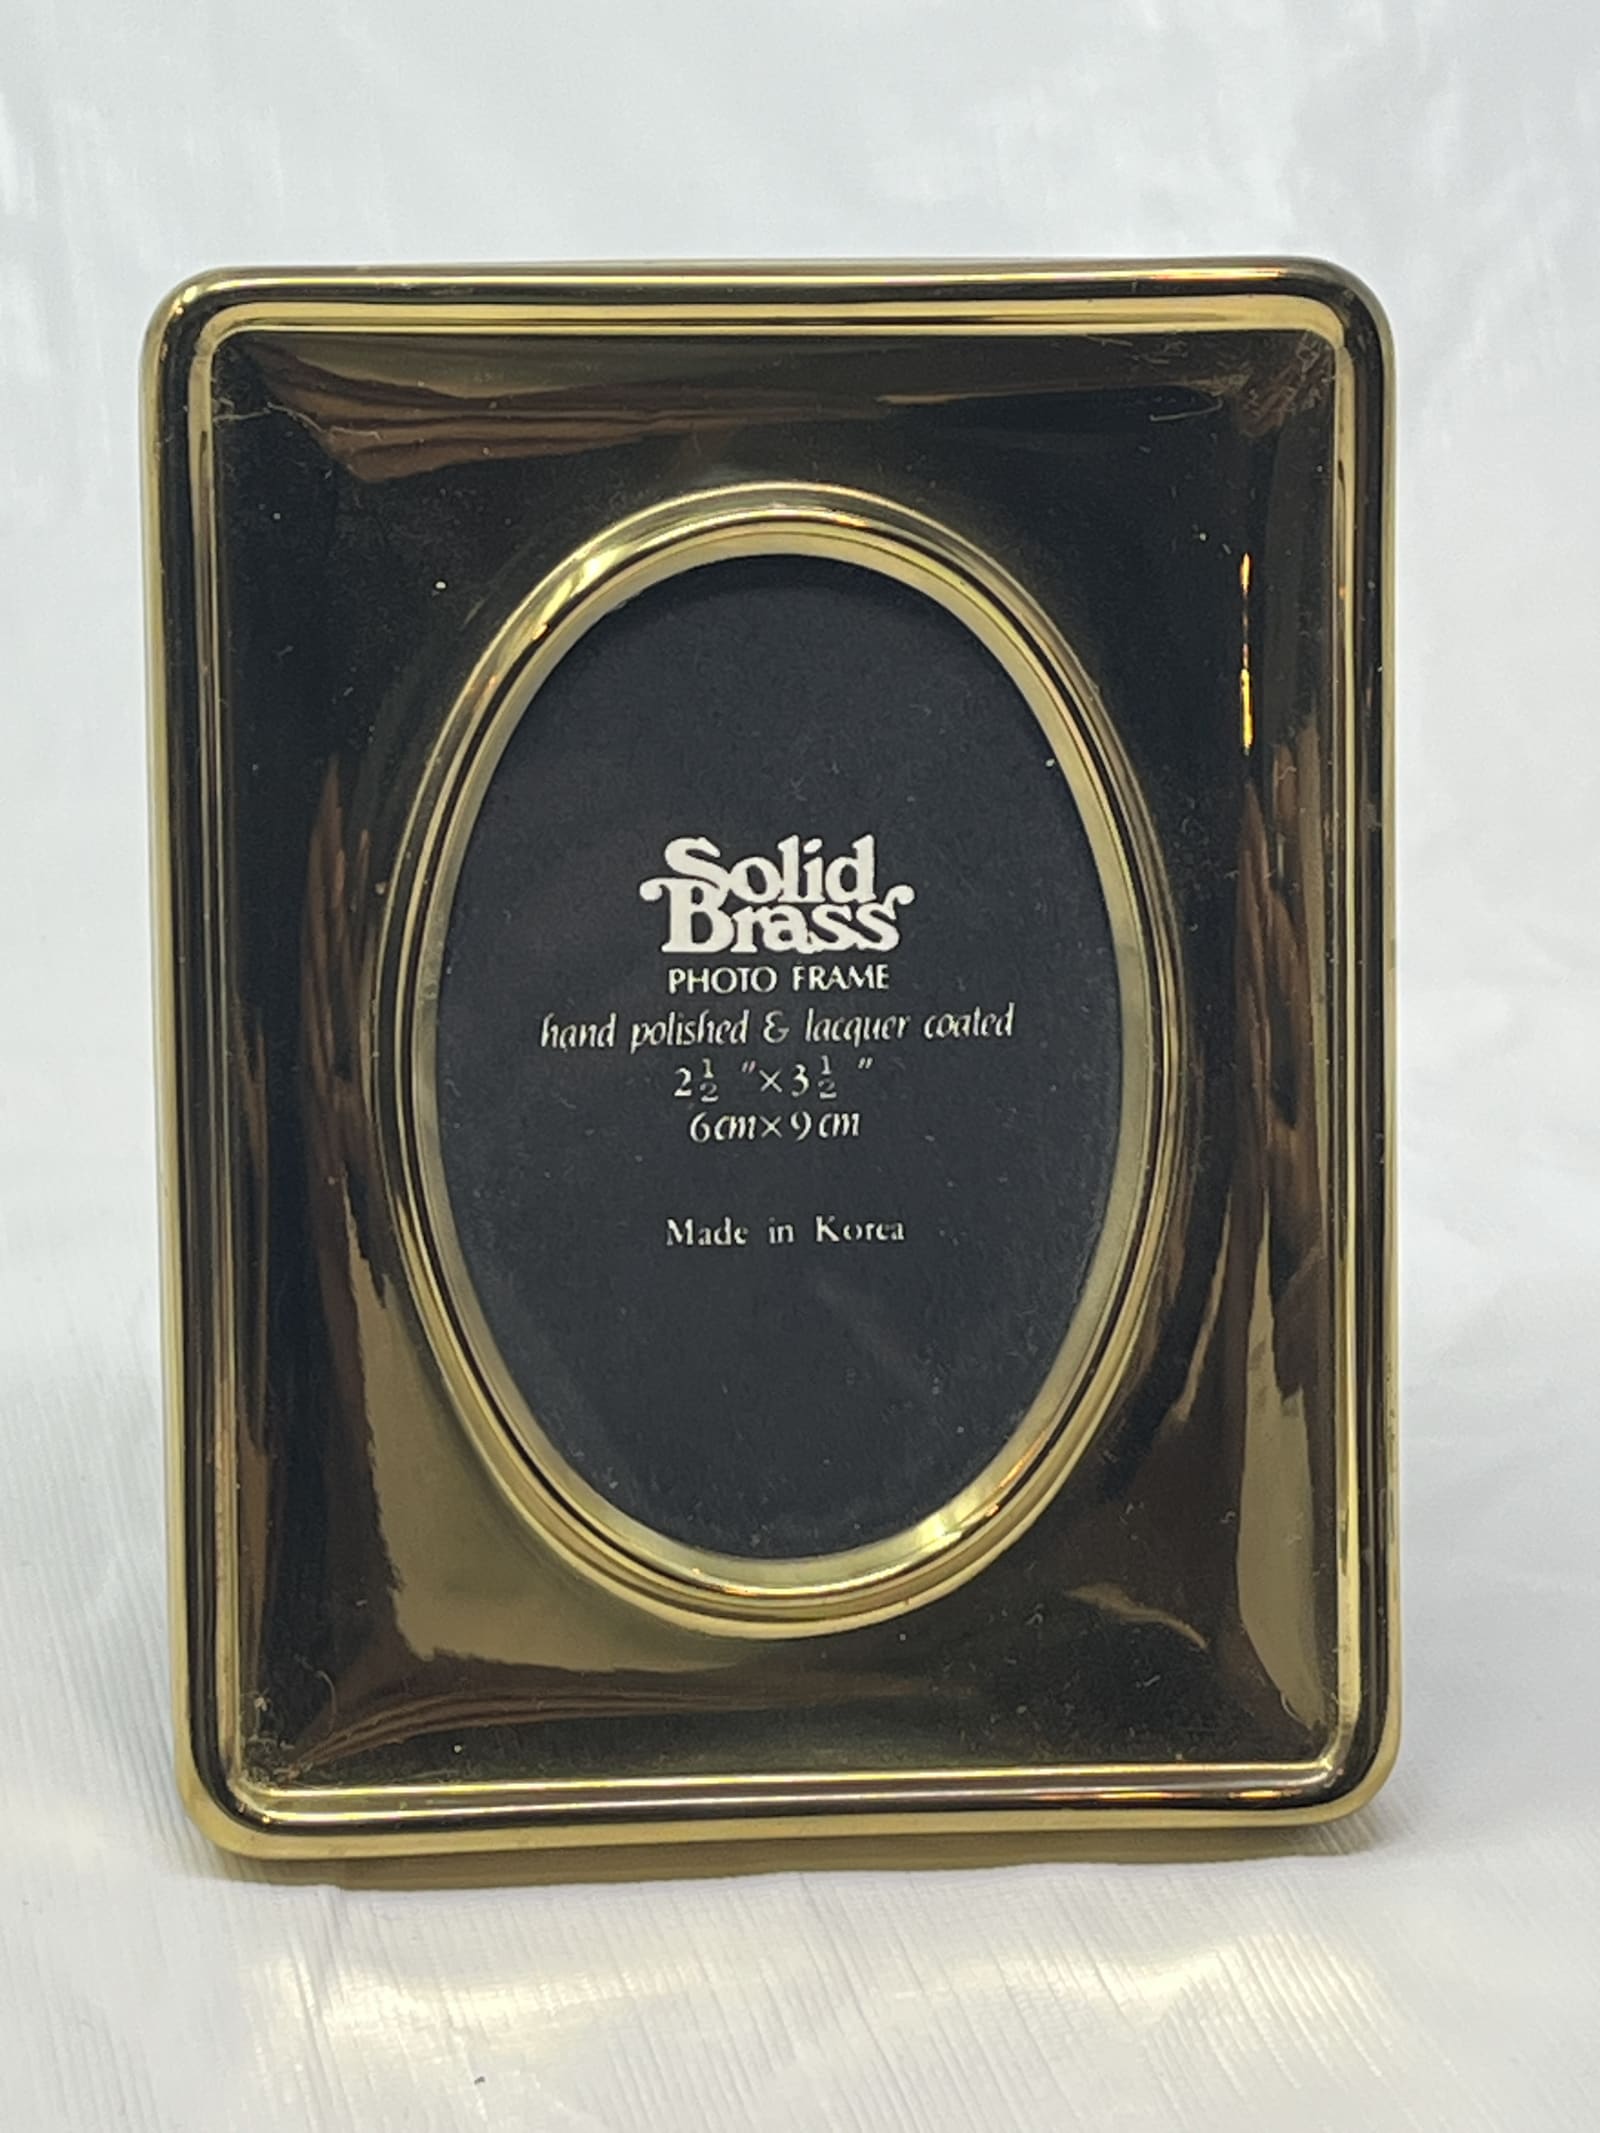 Solid
Brass
PHOTO FRAME
hand polished & lacquer coated
2½ "×3½ "
6cm×9cm
Made in Korea